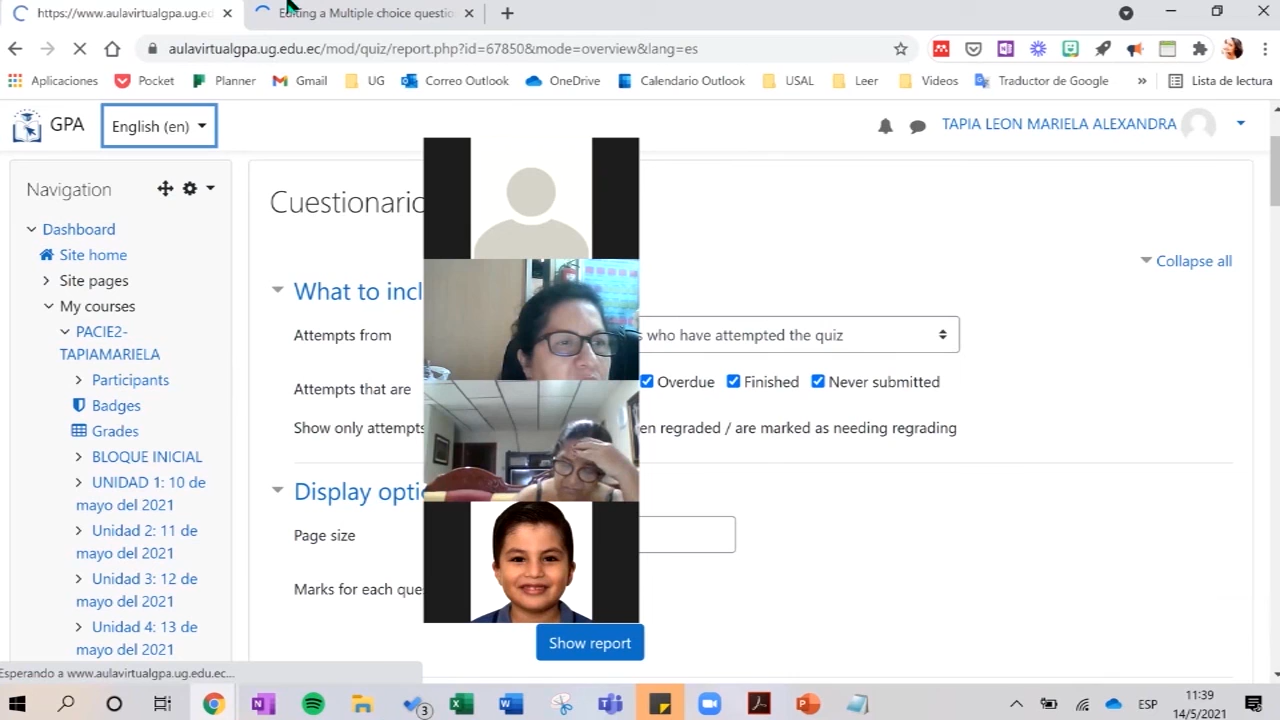 https://www.aulavirtualgpa.ug.ed
Editing a Multiple choice questio
aulavirtualgpa.ug.edu.ec/mod/quiz/report.php?id=67850&mode=overview&lang=es
Aplicaciones Pocket Planner Gmail UG Correo Outlook OneDrive Calendario Outlook USAL Leer Videos Traductor de Google » Lista de lectura
GPA English (en) TAPIA LEON MARIELA ALEXANDRA
Navigation
Cuestionario
Dashboard
Site home
Collapse all
Site pages
What to incl
My courses
PACIE2-
TAPIAMARIELA
Attempts from who have attempted the quiz
Participants
Attempts that are Overdue Finished Never submitted
Badges
Show only attempts en regraded / are marked as needing regrading
Grades
BLOQUE INICIAL
UNIDAD 1: 10 de
mayo del 2021
Display opti
Unidad 2: 11 de
mayo del 2021
Page size
Unidad 3: 12 de
mayo del 2021
Marks for each que
Unidad 4: 13 de
mayo del 2021
Show report
Esperando a www.aulavirtualgpa.ug.edu.ec...
3
ESP
11:39
14/5/2021